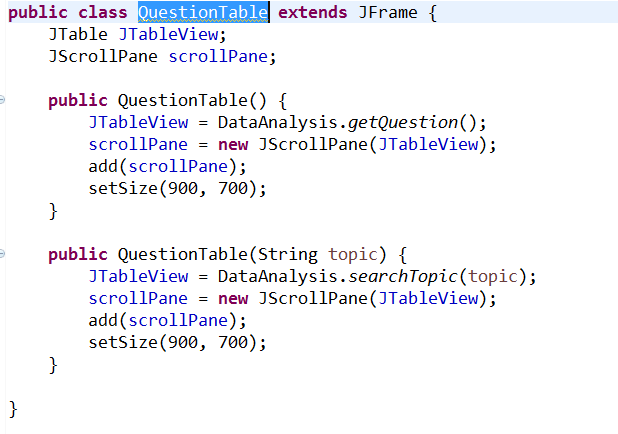 public class QuestionTable extends JFrame {
    JTable JTableView;
    JScrollPane scrollPane;

    public QuestionTable() {
        JTableView = DataAnalysis.getQuestion();
        scrollPane = new JScrollPane(JTableView);
        add(scrollPane);
        setSize(900, 700);
    }

    public QuestionTable(String topic) {
        JTableView = DataAnalysis.searchTopic(topic);
        scrollPane = new JScrollPane(JTableView);
        add(scrollPane);
        setSize(900, 700);
    }

}